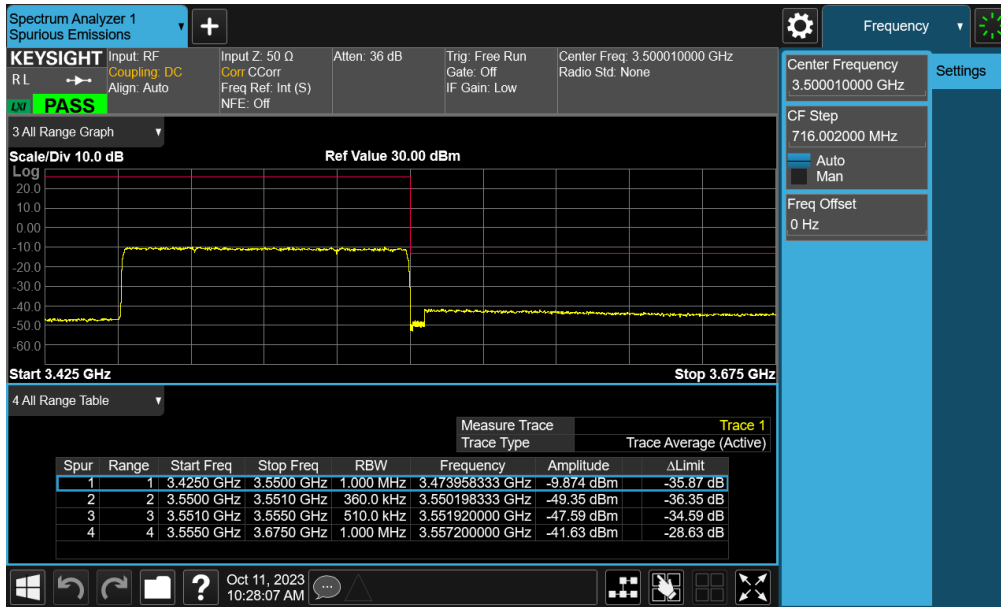 Spectrum Analyzer 1
Spurious Emissions
+
Frequency
KEYSIGHT
R L
LXI
PASS
Input: RF
Coupling: DC
Align: Auto
Input Z: 50 Ω
Corr CCorr
Freq Ref: Int (S)
NFE: Off
Atten: 36 dB
Trig: Free Run
Gate: Off
IF Gain: Low
Center Freq: 3.500010000 GHz
Radio Std: None
Center Frequency
3.500010000 GHz
Settings
CF Step
716.002000 MHz
Auto
Man
Freq Offset
0 Hz
3 All Range Graph
Scale/Div 10.0 dB
Ref Value 30.00 dBm
Log
20.0
10.0
0.00
-10.0
-20.0
-30.0
-40.0
-50.0
-60.0
Start 3.425 GHz
Stop 3.675 GHz
4 All Range Table
Measure Trace Trace 1
Trace Type Trace Average (Active)
Spur Range Start Freq Stop Freq RBW Frequency Amplitude ΔLimit
1 1 3.4250 GHz 3.5500 GHz 1.000 MHz 3.473958333 GHz -9.874 dBm -35.87 dB
2 2 3.5500 GHz 3.5510 GHz 360.0 kHz 3.550198333 GHz -49.35 dBm -36.35 dB
3 3 3.5510 GHz 3.5550 GHz 510.0 kHz 3.551920000 GHz -47.59 dBm -34.59 dB
4 4 3.5550 GHz 3.6750 GHz 1.000 MHz 3.557200000 GHz -41.63 dBm -28.63 dB
?
Oct 11, 2023
10:28:07 AM